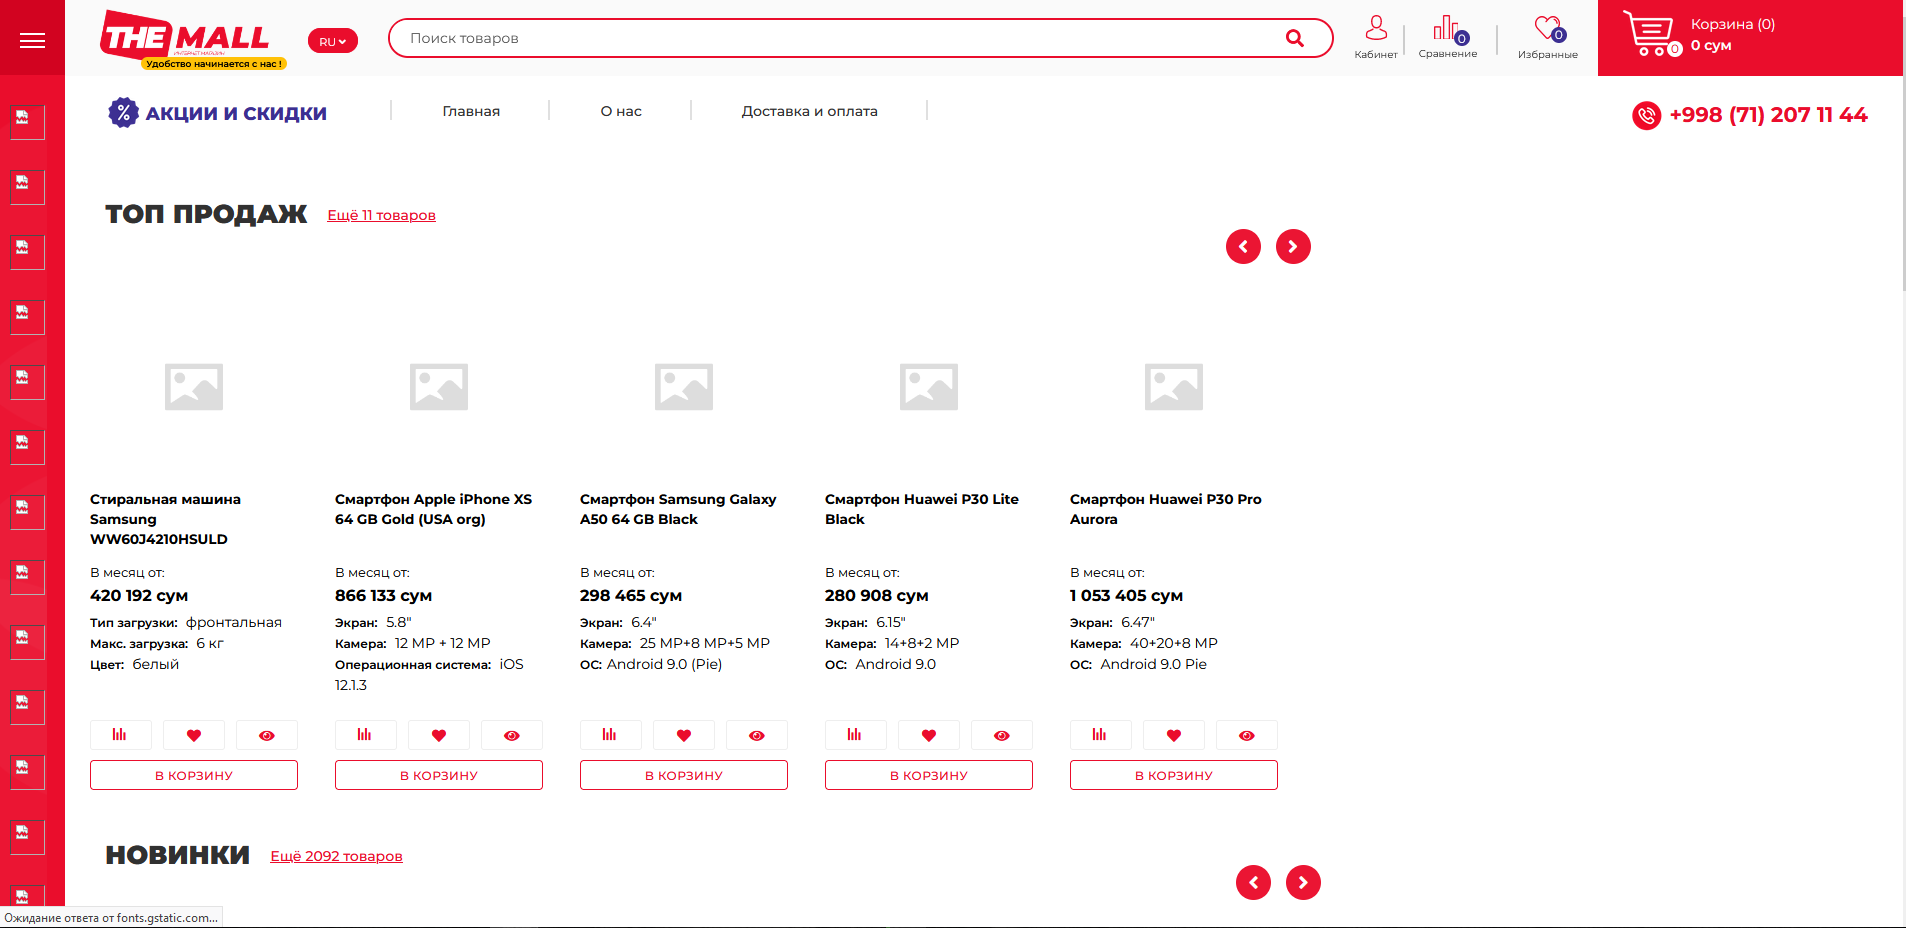 THE MALL
ИНТЕРНЕТ МАГАЗИН
Удобство начинается с нас !
RU
Поиск товаров
Кабинет
0
Сравнение
0
Избранные
0
Корзина (0)
0 сум
% АКЦИИ И СКИДКИ
Главная
О нас
Доставка и оплата
+998 (71) 207 11 44
ТОП ПРОДАЖ
Ещё 11 товаров
Стиральная машина
Samsung
WW60J4210HSULD
В месяц от:
420 192 сум
Тип загрузки: фронтальная
Макс. загрузка: 6 кг
Цвет: белый
В КОРЗИНУ
Смартфон Apple iPhone XS
64 GB Gold (USA org)
В месяц от:
866 133 сум
Экран: 5.8"
Камера: 12 MP + 12 MP
Операционная система: iOS
12.1.3
В КОРЗИНУ
Смартфон Samsung Galaxy
A50 64 GB Black
В месяц от:
298 465 сум
Экран: 6.4"
Камера: 25 MP+8 MP+5 MP
ОС: Android 9.0 (Pie)
В КОРЗИНУ
Смартфон Huawei P30 Lite
Black
В месяц от:
280 908 сум
Экран: 6.15"
Камера: 14+8+2 MP
ОС: Android 9.0
В КОРЗИНУ
Смартфон Huawei P30 Pro
Aurora
В месяц от:
1 053 405 сум
Экран: 6.47"
Камера: 40+20+8 MP
ОС: Android 9.0 Pie
В КОРЗИНУ
НОВИНКИ
Ещё 2092 товаров
Ожидание ответа от fonts.gstatic.com...